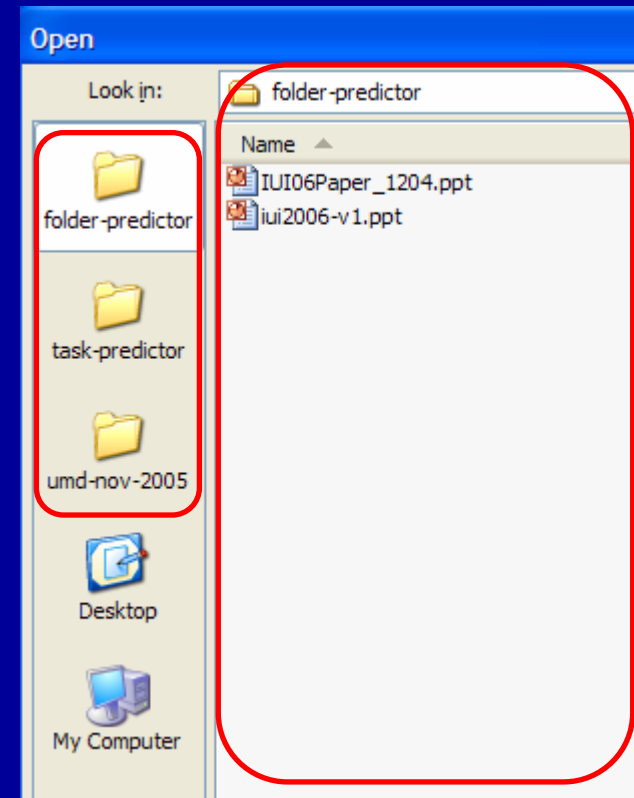 Open
Look in:
folder-predictor
Name
IUI06Paper_1204.ppt
iui2006-v1.ppt
folder-predictor
task-predictor
umd-nov-2005
Desktop
My Computer